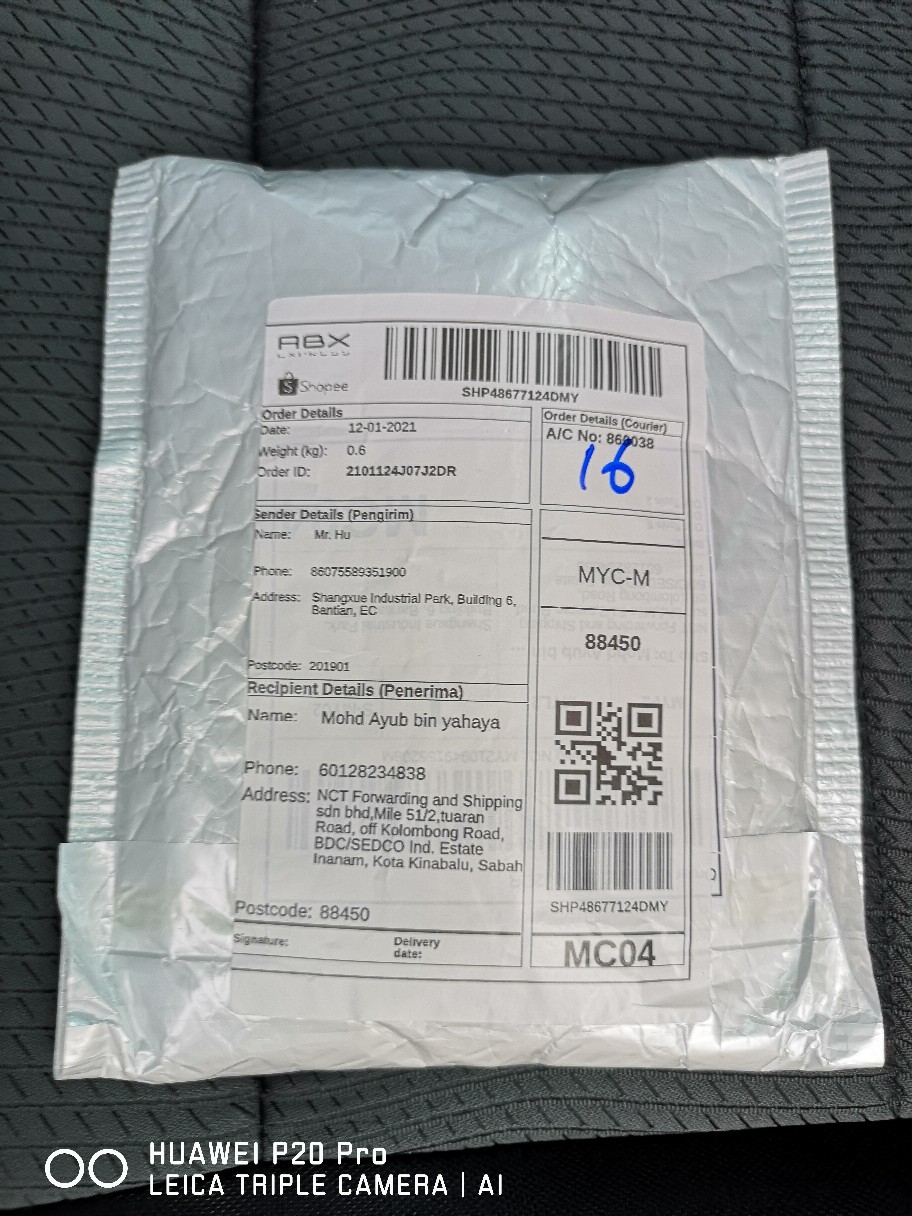 ABX
EXPRESS
Shopee
SHP48677124DMY
Order Details
Date: 12-01-2021
Weight (kg): 0.6
Order ID: 2101124J07J2DR
Order Details (Courier)
A/C No: 860038
16
Sender Details (Pengirim)
Name: Mr. Hu
Phone: 86075589351900
Address: Shangxue Industrial Park, Building 6,
Bantian, EC
Postcode: 201901
MYC-M
88450
Recipient Details (Penerima)
Name: Mohd Ayub bin yahaya
Phone: 60128234838
Address: NCT Forwarding and Shipping
sdn bhd,Mile 51/2,tuaran
Road, off Kolombong Road,
BDC/SEDCO Ind. Estate
Inanam, Kota Kinabalu, Sabah
Postcode: 88450
Signature: Delivery
date:
SHP48677124DMY
MC04
HUAWEI P20 Pro
LEICA TRIPLE CAMERA | AI